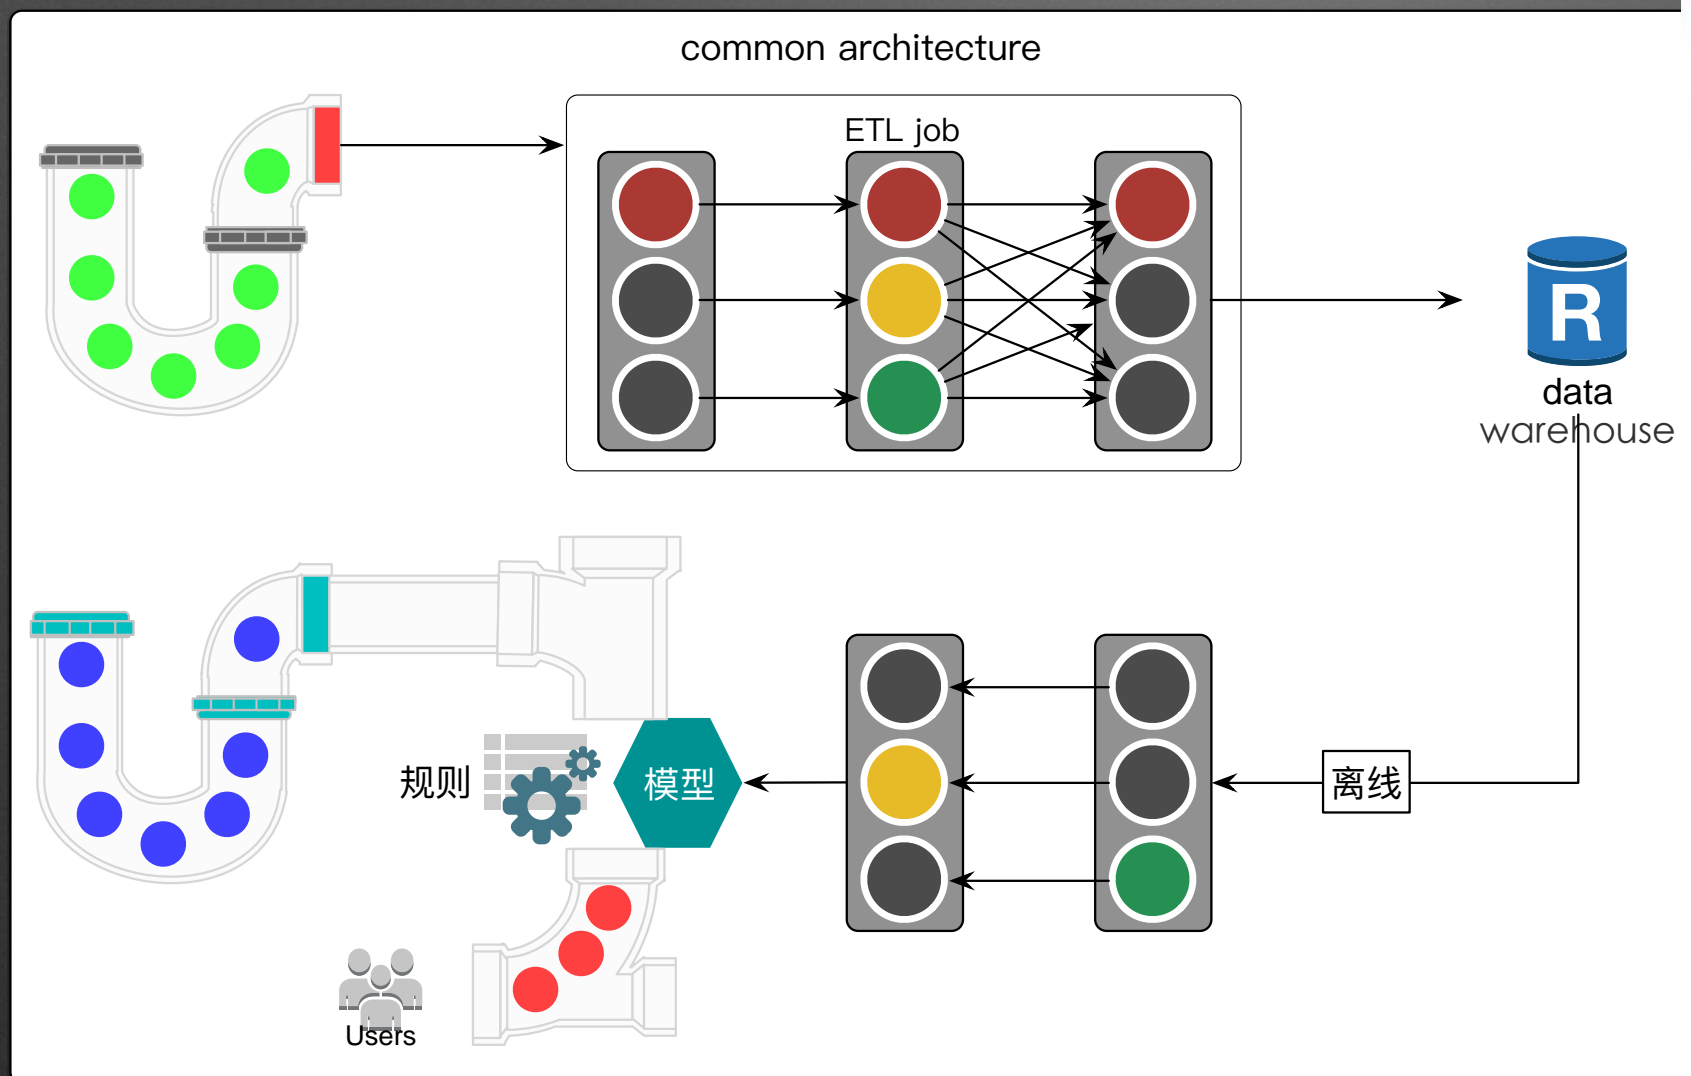 common architecture
ETL job
R
data
warehouse
规则
模型
离线
Users